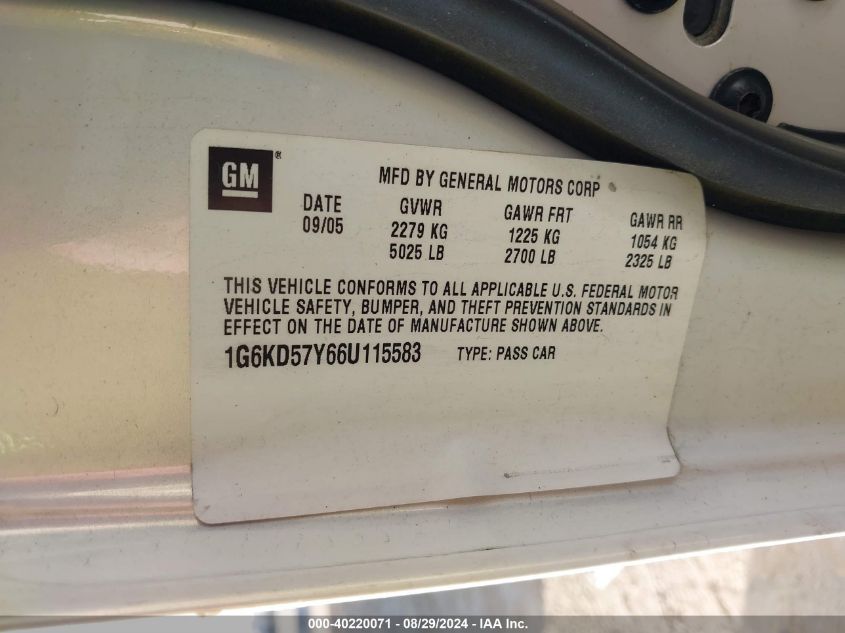 GM ®
MFD BY GENERAL MOTORS CORP
DATE GVWR GAWR FRT GAWR RR
09/05 2279 KG 1225 KG 1054 KG
5025 LB 2700 LB 2325 LB
THIS VEHICLE CONFORMS TO ALL APPLICABLE U.S. FEDERAL MOTOR
VEHICLE SAFETY, BUMPER, AND THEFT PREVENTION STANDARDS IN
EFFECT ON THE DATE OF MANUFACTURE SHOWN ABOVE.
1G6KD57Y66U115583 TYPE: PASS CAR
000-40220071 - 08/29/2024 - IAA Inc.